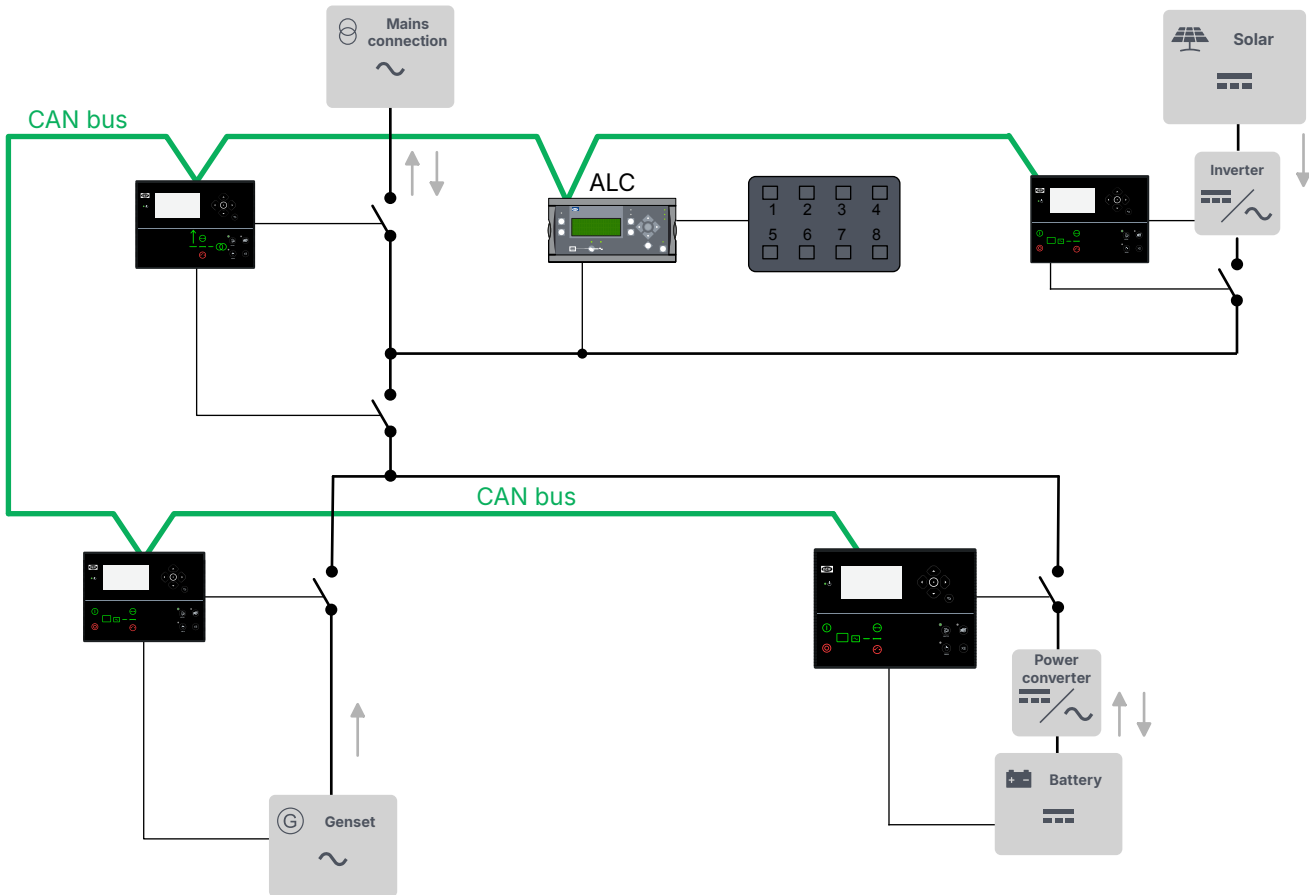 Mains
connection
Solar
CAN bus
Inverter
ALC
1 2 3 4
5 6 7 8
CAN bus
Power
converter
Battery
G Genset